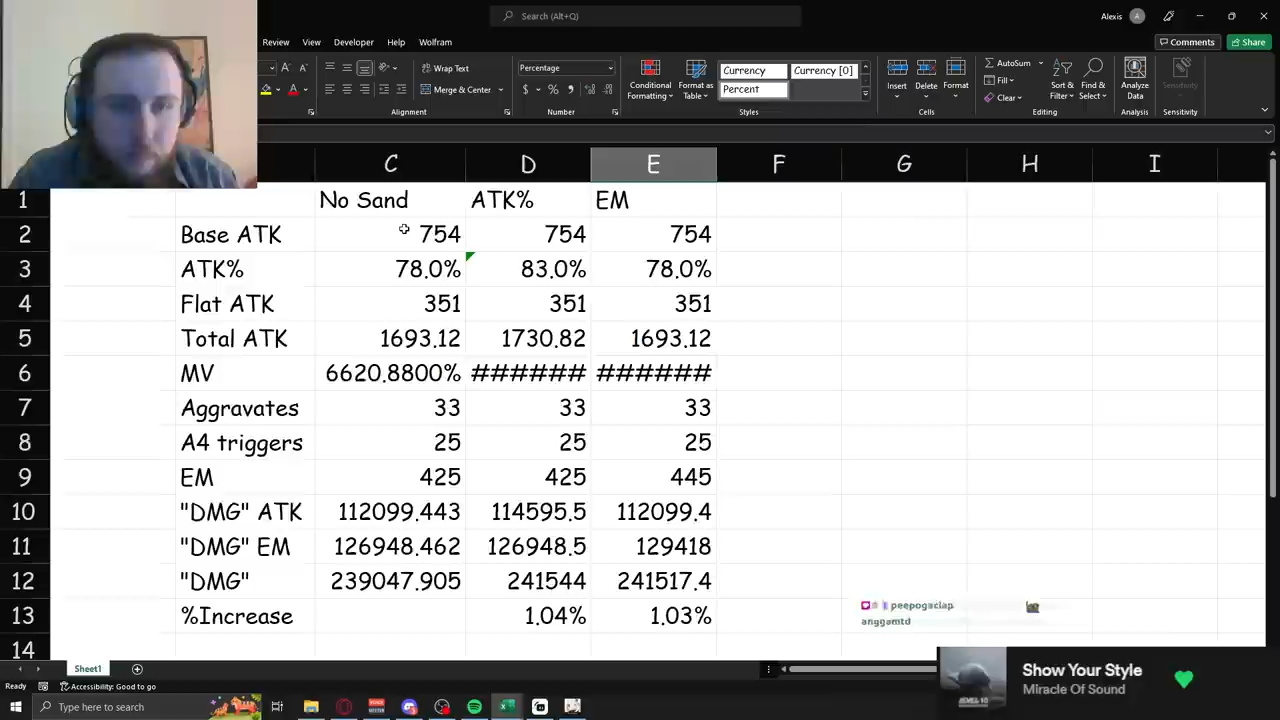 Search (Alt+Q)
Alexis A
Review View Developer Help Wolfram
Comments Share
Wrap Text
Merge & Center
Alignment
Percentage
$ % 9
Number
Conditional Formatting
Format as Table
Currency Currency [0]
Percent
Styles
Insert Delete Format
Cells
AutoSum
Fill
Clear
Sort & Filter
Find & Select
Editing
Analyze Data
Analysis
Sensitivity
Sensitivity
C D E F G H I
1 No Sand ATK% EM
2 Base ATK 754 754 754
3 ATK% 78.0% 83.0% 78.0%
4 Flat ATK 351 351 351
5 Total ATK 1693.12 1730.82 1693.12
6 MV 6620.8800% ###### ######
7 Aggravates 33 33 33
8 A4 triggers 25 25 25
9 EM 425 425 445
10 "DMG" ATK 112099.443 114595.5 112099.4
11 "DMG" EM 126948.462 126948.5 129418
12 "DMG" 239047.905 241544 241517.4
13 %Increase 1.04% 1.03%
14
peepogaclap
anggamtd
Sheet1
Show Your Style
Miracle Of Sound
Ready Accessibility: Good to go
Type here to search